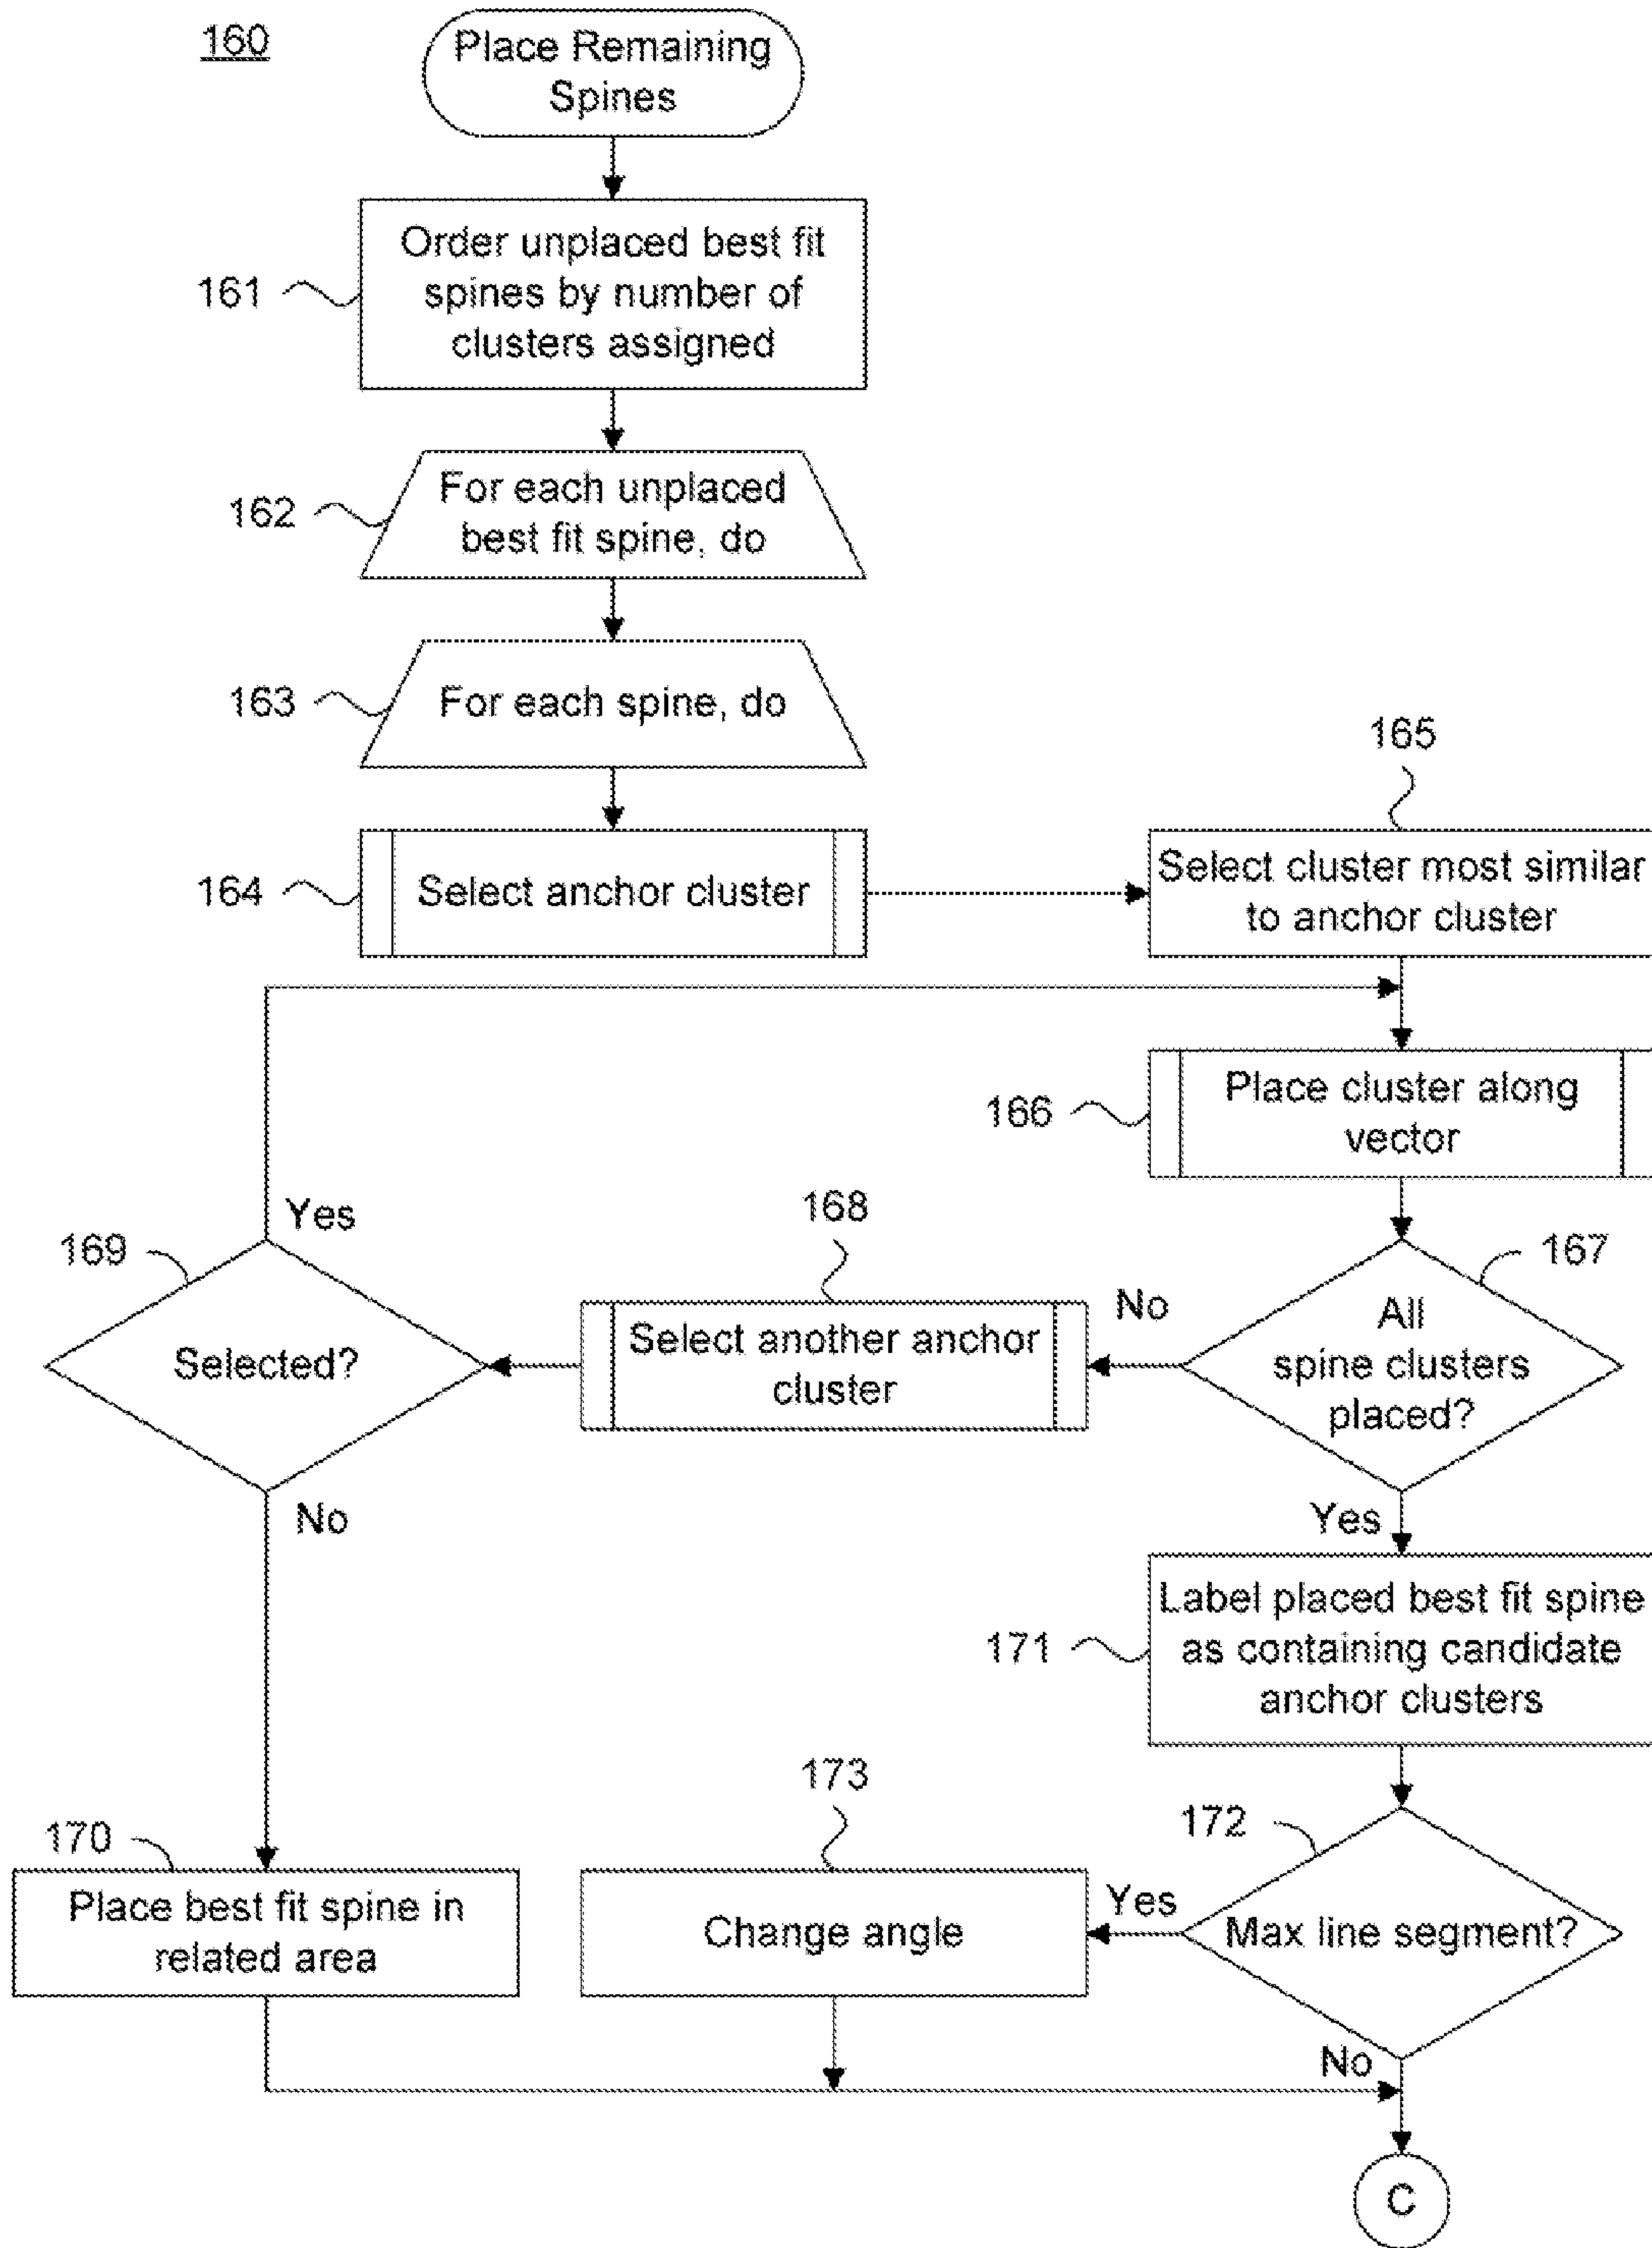 160
Place Remaining
Spines
161
Order unplaced best fit
spines by number of
clusters assigned
162
For each unplaced
best fit spine, do
163
For each spine, do
164
Select anchor cluster
165
Select cluster most similar
to anchor cluster
166
Place cluster along
vector
167
All
spine clusters
placed?
No
Yes
168
Select another anchor
cluster
169
Selected?
Yes
No
170
Place best fit spine in
related area
171
Label placed best fit spine
as containing candidate
anchor clusters
172
Max line segment?
Yes
No
173
Change angle
C